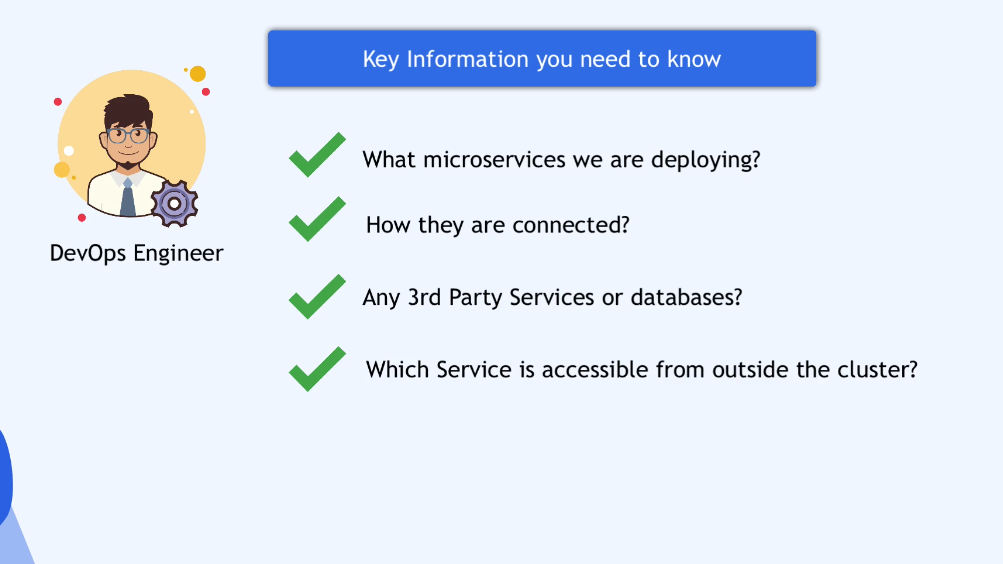 Key Information you need to know
What microservices we are deploying?
How they are connected?
DevOps Engineer
Any 3rd Party Services or databases?
Which Service is accessible from outside the cluster?